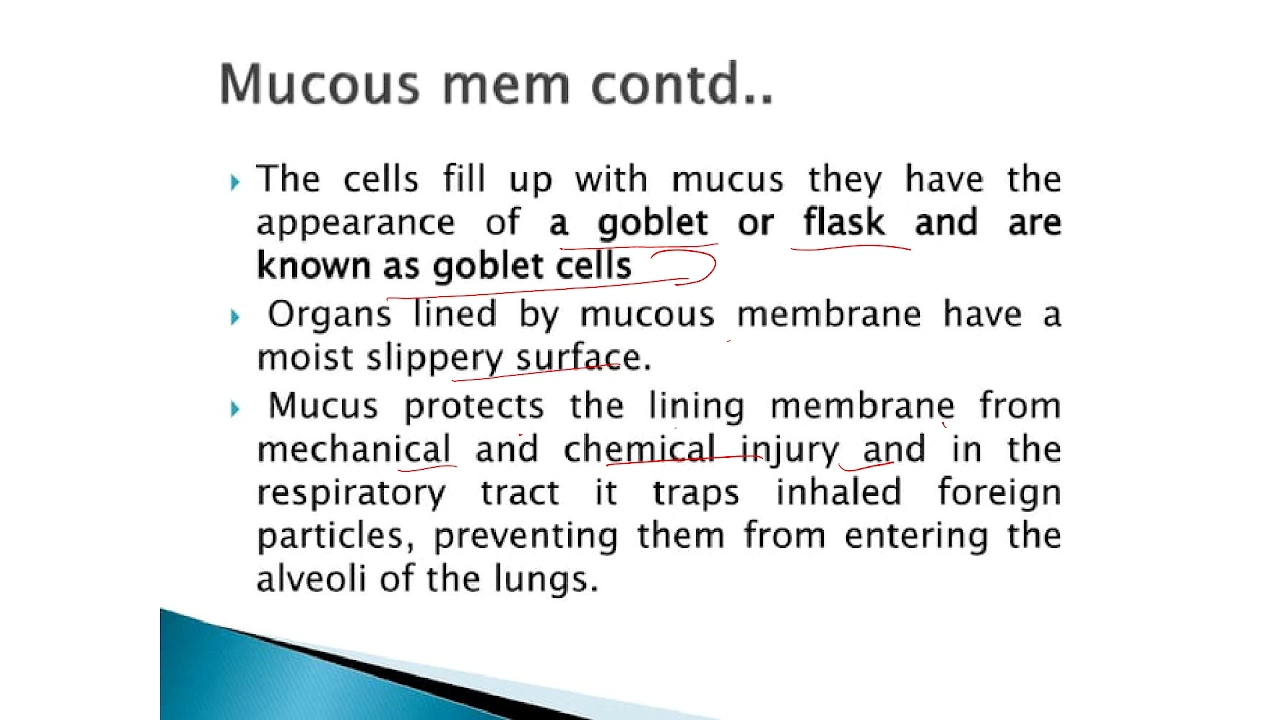 Mucous mem contd..
The cells fill up with mucus they have the
appearance of a goblet or flask and are
known as goblet cells
Organs lined by mucous membrane have a
moist slippery surface.
Mucus protects the lining membrane from
mechanical and chemical injury and in the
respiratory tract it traps inhaled foreign
particles, preventing them from entering the
alveoli of the lungs.